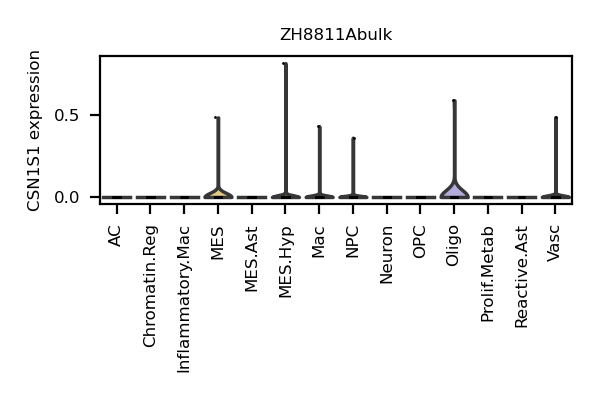 ZH8811Abulk
CSN1S1 expression
0.5
0.0
AC
Chromatin.Reg
Inflammatory.Mac
MES
MES.Ast
MES.Hyp
Mac
NPC
Neuron
OPC
Oligo
Prolif.Metab
Reactive.Ast
Vasc